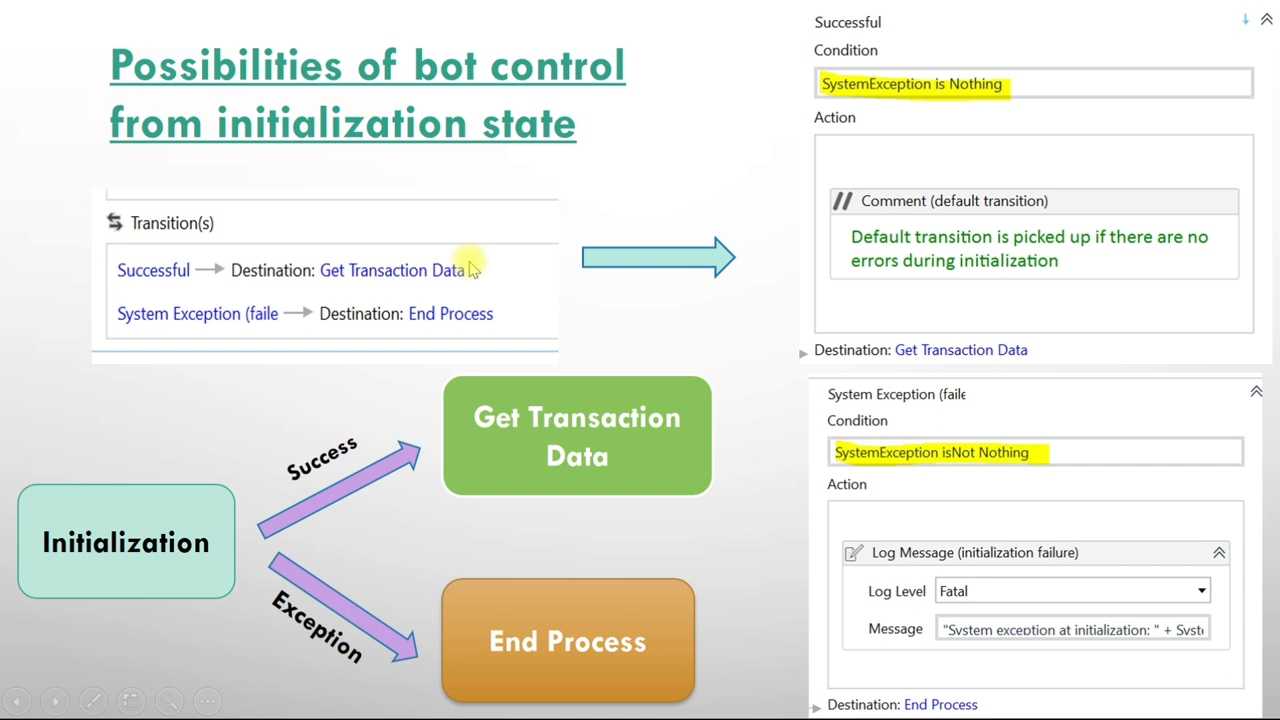 Possibilities of bot control
from initialization state
Transition(s)
Successful
Destination: Get Transaction Data
System Exception (faile
Destination: End Process
Successful
Condition
SystemException is Nothing
Action
// Comment (default transition)
Default transition is picked up if there are no
errors during initialization
Destination: Get Transaction Data
System Exception (faile
Condition
SystemException isNot Nothing
Action
Log Message (initialization failure)
Log Level Fatal
Message "System exception at initialization: " + Syste
Destination: End Process
Initialization
Success
Get Transaction
Data
Exception
End Process